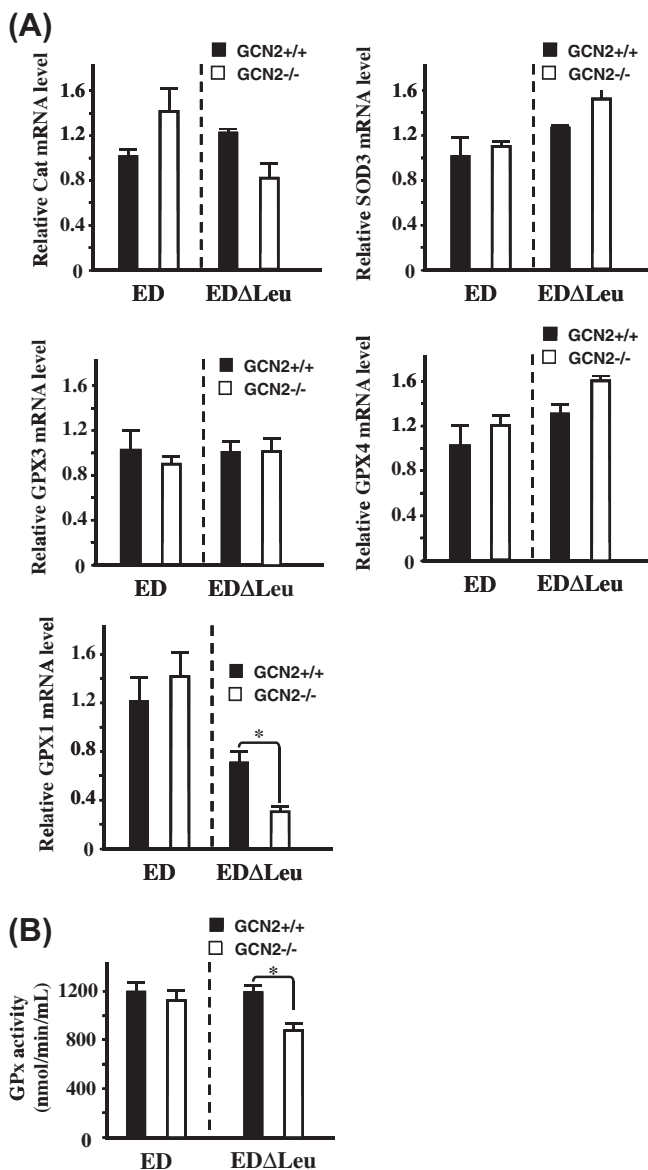 (A)
GCN2+/+
GCN2-/-
Relative Cat mRNA level
1.6
1.2
0.8
0.4
0
ED
EDΔLeu
GCN2+/+
GCN2-/-
Relative SOD3 mRNA level
1.6
1.2
0.8
0.4
0
ED
EDΔLeu
GCN2+/+
GCN2-/-
Relative GPX3 mRNA level
1.6
1.2
0.8
0.4
0
ED
EDΔLeu
GCN2+/+
GCN2-/-
Relative GPX4 mRNA level
1.6
1.2
0.8
0.4
0
ED
EDΔLeu
GCN2+/+
GCN2-/-
Relative GPX1 mRNA level
1.6
1.2
0.8
0.4
0
*
ED
EDΔLeu
(B)
GCN2+/+
GCN2-/-
GPx activity
(nmol/min/mL)
1200
800
400
0
*
ED
EDΔLeu